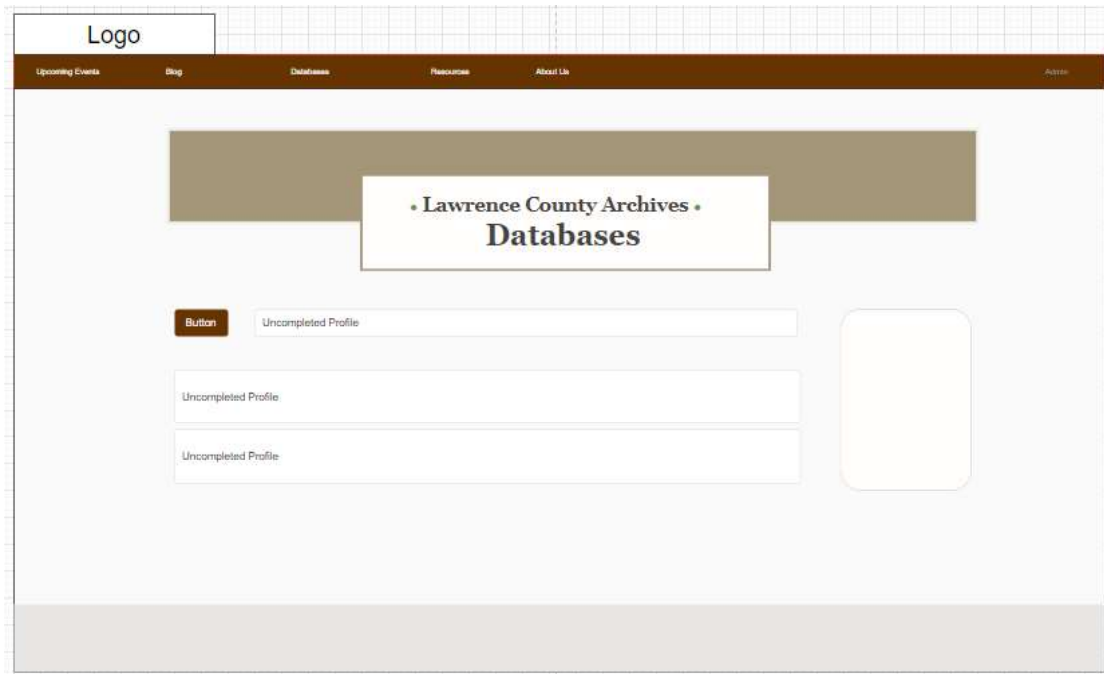 Logo
Upcoming Events Blog Databases Resources About Us Admin
• Lawrence County Archives •
Databases
Button Uncompleted Profile
Uncompleted Profile
Uncompleted Profile